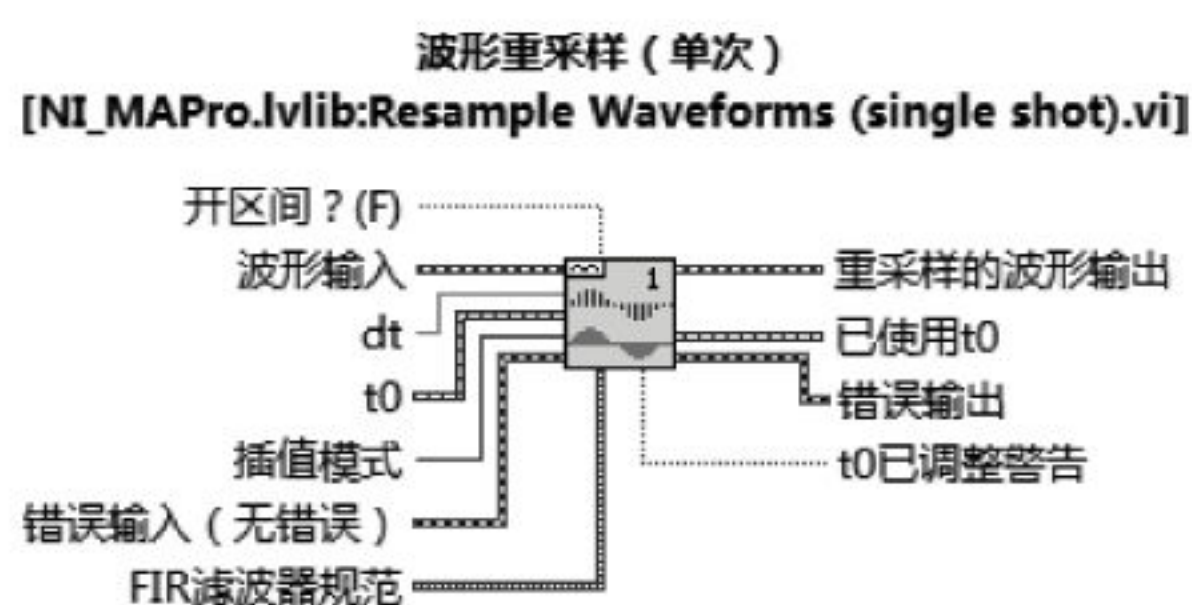 波形重采样（单次）
[NI_MAPro.lvlib:Resample Waveforms (single shot).vi]
开区间？(F)
波形输入
dt
t0
插值模式
错误输入（无错误）
FIR滤波器规范
1
重采样的波形输出
已使用t0
错误输出
t0已调整警告